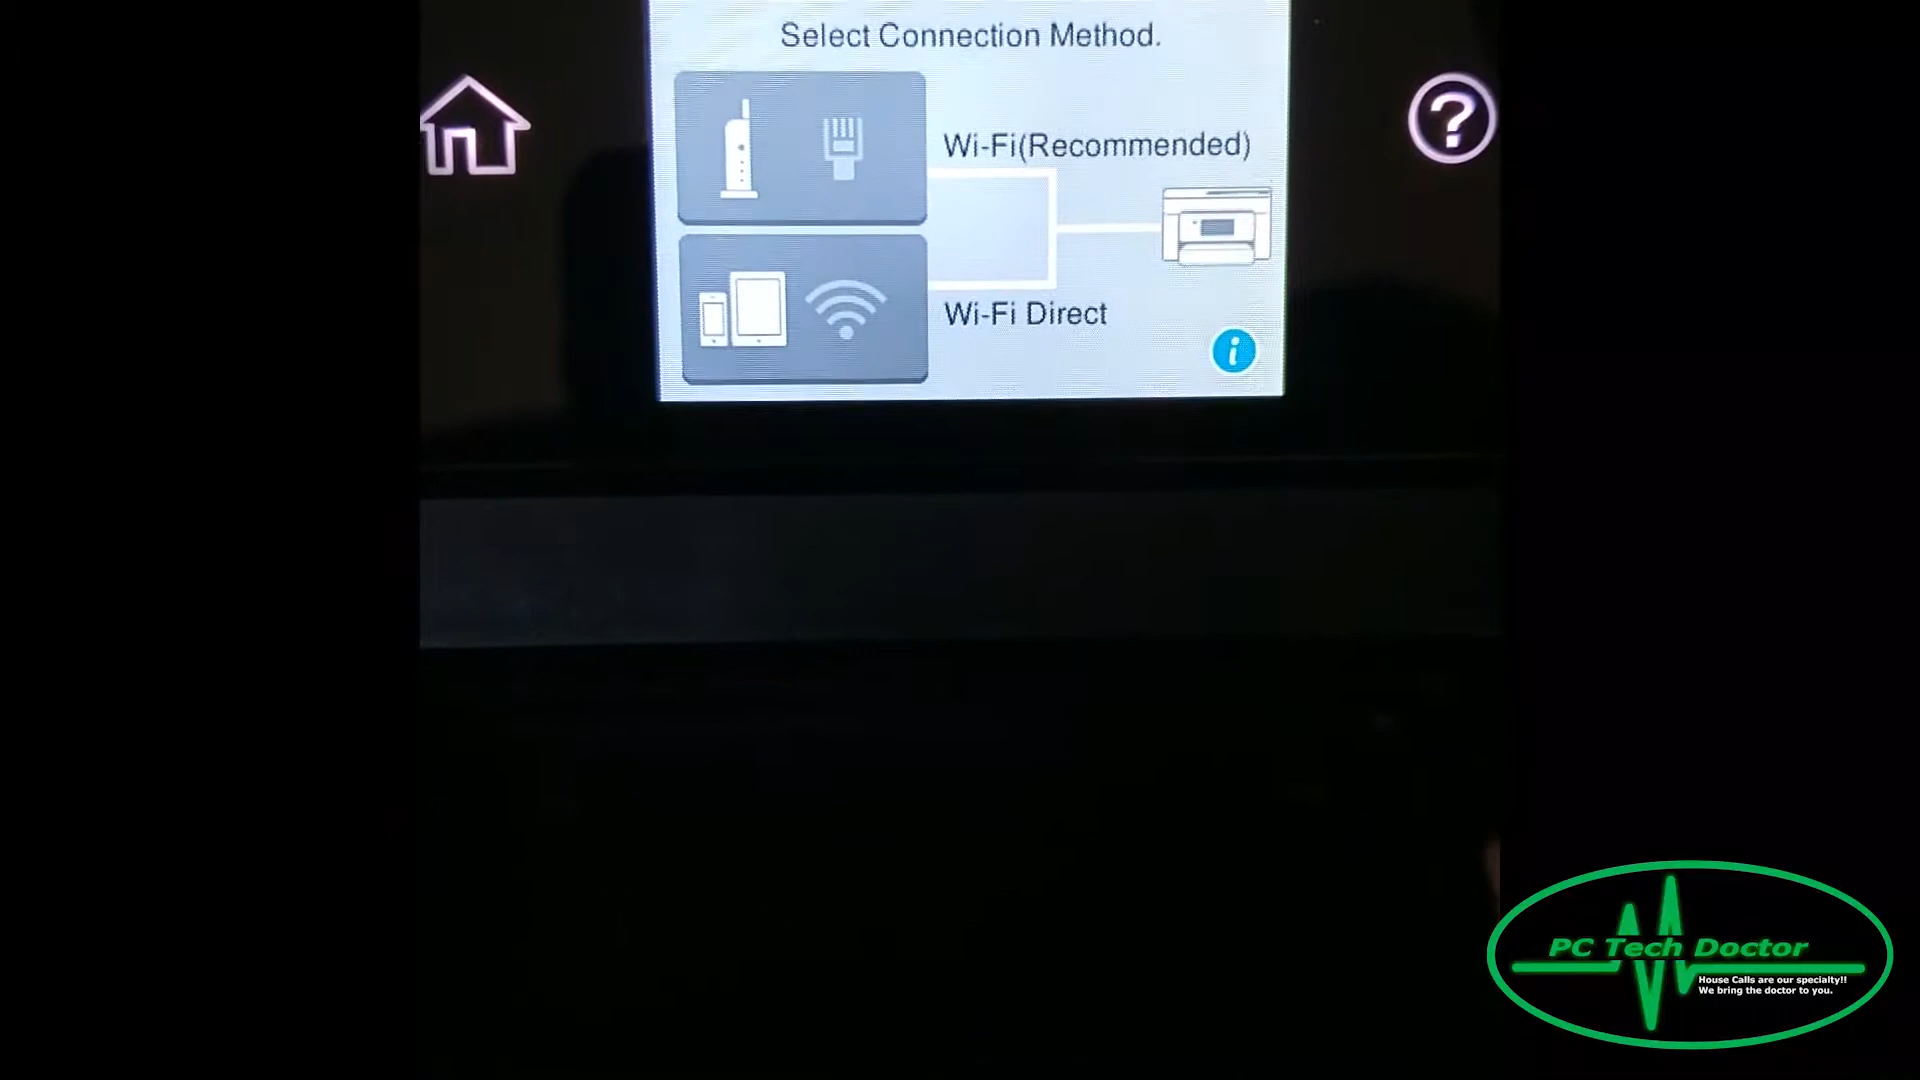 Select Connection Method.
Wi-Fi(Recommended)
Wi-Fi Direct
i
?
PC Tech Doctor
House Calls are our specialty!!
We bring the doctor to you.